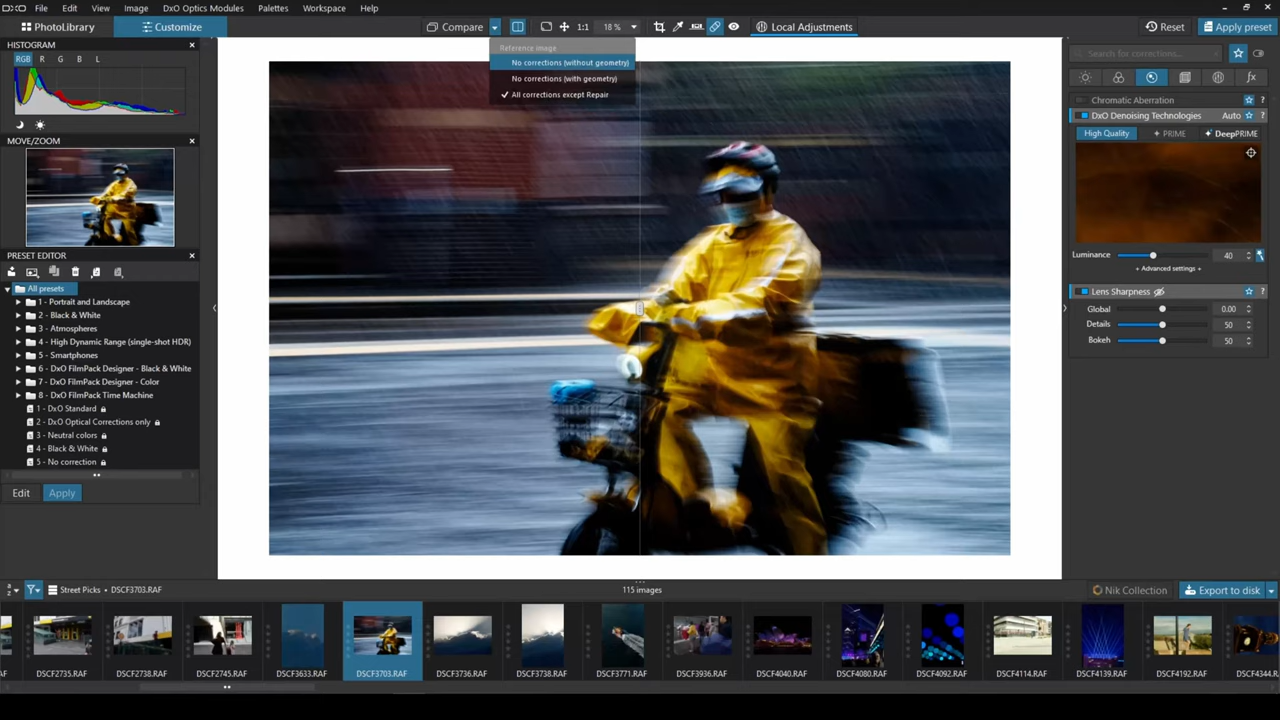 DXO File Edit View Image DxO Optics Modules Palettes Workspace Help
PhotoLibrary Customize Compare 1:1 18 % Local Adjustments Reset Apply preset
HISTOGRAM
RGB R G B L
MOVE/ZOOM
PRESET EDITOR
All presets
1 - Portrait and Landscape
2 - Black & White
3 - Atmospheres
4 - High Dynamic Range (single-shot HDR)
5 - Smartphones
6 - DxO FilmPack Designer - Black & White
7 - DxO FilmPack Designer - Color
8 - DxO FilmPack Time Machine
1 - DxO Standard
2 - DxO Optical Corrections only
3 - Neutral colors
4 - Black & White
5 - No correction
Edit Apply
Reference image
No corrections (without geometry)
No corrections (with geometry)
All corrections except Repair
Search for corrections...
Chromatic Aberration ?
DxO Denoising Technologies Auto ?
High Quality PRIME DeepPRIME
Luminance 40
Advanced settings
Lens Sharpness ?
Global 0.00
Details 50
Bokeh 50
Street Picks • DSCF3703.RAF 115 images Nik Collection Export to disk
DSCF2735.RAF DSCF2738.RAF DSCF2745.RAF DSCF3633.RAF DSCF3703.RAF DSCF3736.RAF DSCF3738.RAF DSCF3771.RAF DSCF3936.RAF DSCF4040.RAF DSCF4080.RAF DSCF4092.RAF DSCF4114.RAF DSCF4139.RAF DSCF4192.RAF DSCF4344.RAF